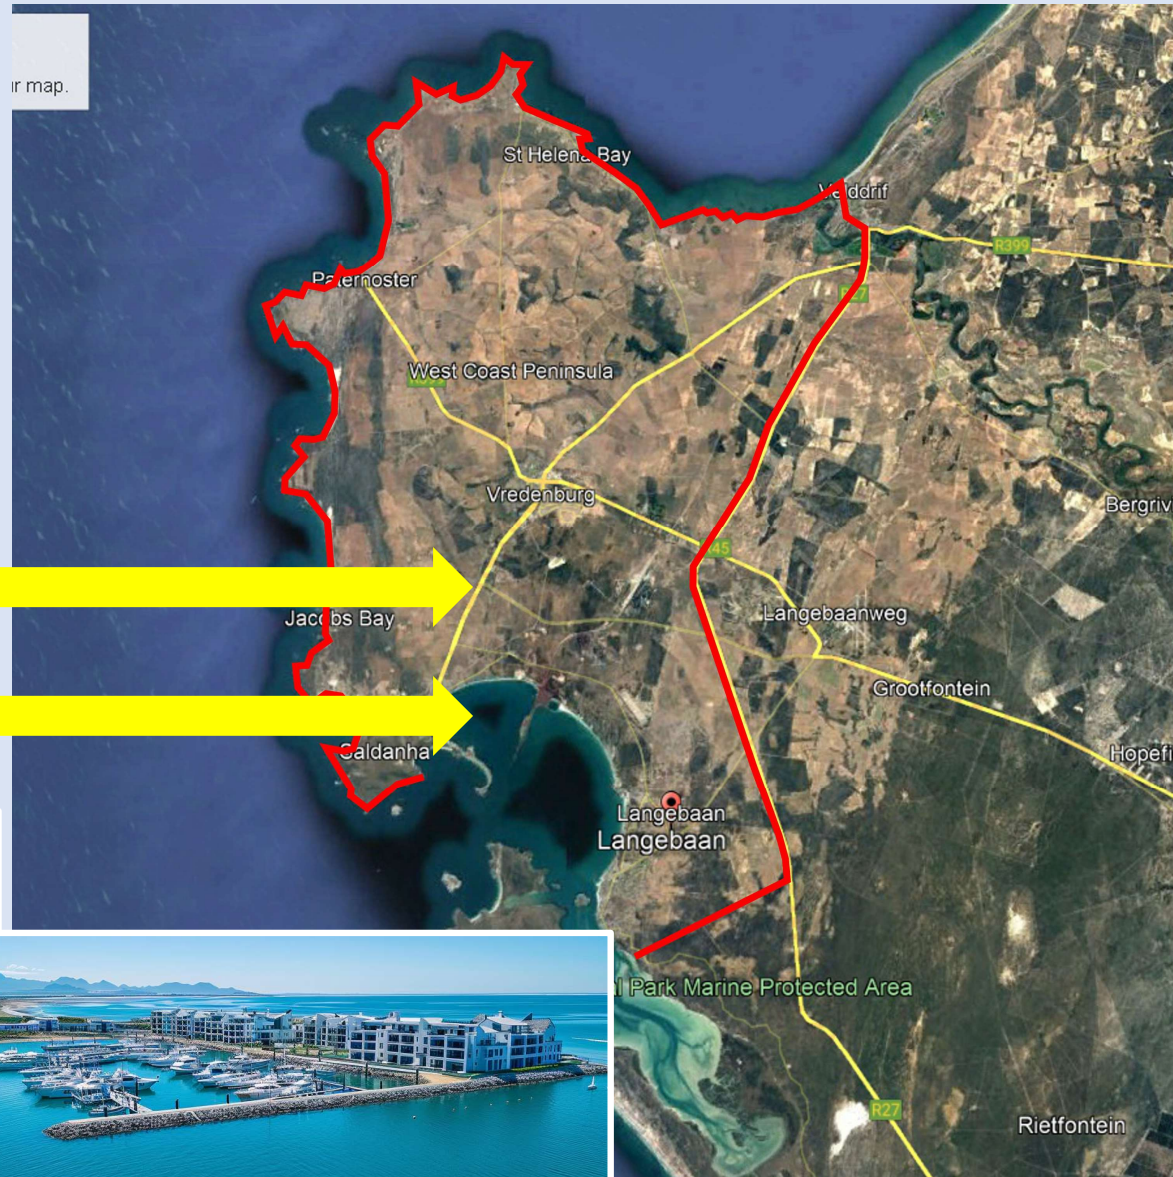 ur map.
St Helena Bay
Velddrif
R399
Paternoster
R27
West Coast Peninsula
Vredenburg
Bergriv
R45
Jacobs Bay
Langebaanweg
Grootfontein
Saldanha
Hopefi
Langebaan
Langebaan
l Park Marine Protected Area
R27
Rietfontein